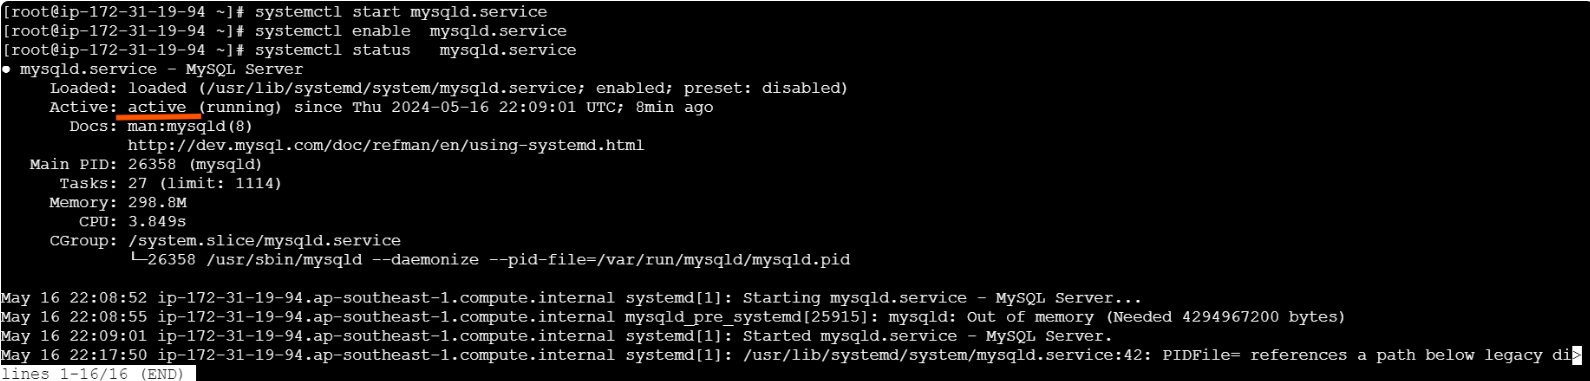 [root@ip-172-31-19-94 ~]# systemctl start mysqld.service
[root@ip-172-31-19-94 ~]# systemctl enable  mysqld.service
[root@ip-172-31-19-94 ~]# systemctl status   mysqld.service
● mysqld.service - MySQL Server
     Loaded: loaded (/usr/lib/systemd/system/mysqld.service; enabled; preset: disabled)
     Active: active (running) since Thu 2024-05-16 22:09:01 UTC; 8min ago
       Docs: man:mysqld(8)
             http://dev.mysql.com/doc/refman/en/using-systemd.html
   Main PID: 26358 (mysqld)
      Tasks: 27 (limit: 1114)
     Memory: 298.8M
        CPU: 3.849s
     CGroup: /system.slice/mysqld.service
             └─26358 /usr/sbin/mysqld --daemonize --pid-file=/var/run/mysqld/mysqld.pid
May 16 22:08:52 ip-172-31-19-94.ap-southeast-1.compute.internal systemd[1]: Starting mysqld.service - MySQL Server...
May 16 22:08:55 ip-172-31-19-94.ap-southeast-1.compute.internal mysqld_pre_systemd[25915]: mysqld: Out of memory (Needed 4294967200 bytes)
May 16 22:09:01 ip-172-31-19-94.ap-southeast-1.compute.internal systemd[1]: Started mysqld.service - MySQL Server.
May 16 22:17:50 ip-172-31-19-94.ap-southeast-1.compute.internal systemd[1]: /usr/lib/systemd/system/mysqld.service:42: PIDFile= references a path below legacy di>
lines 1-16/16 (END)